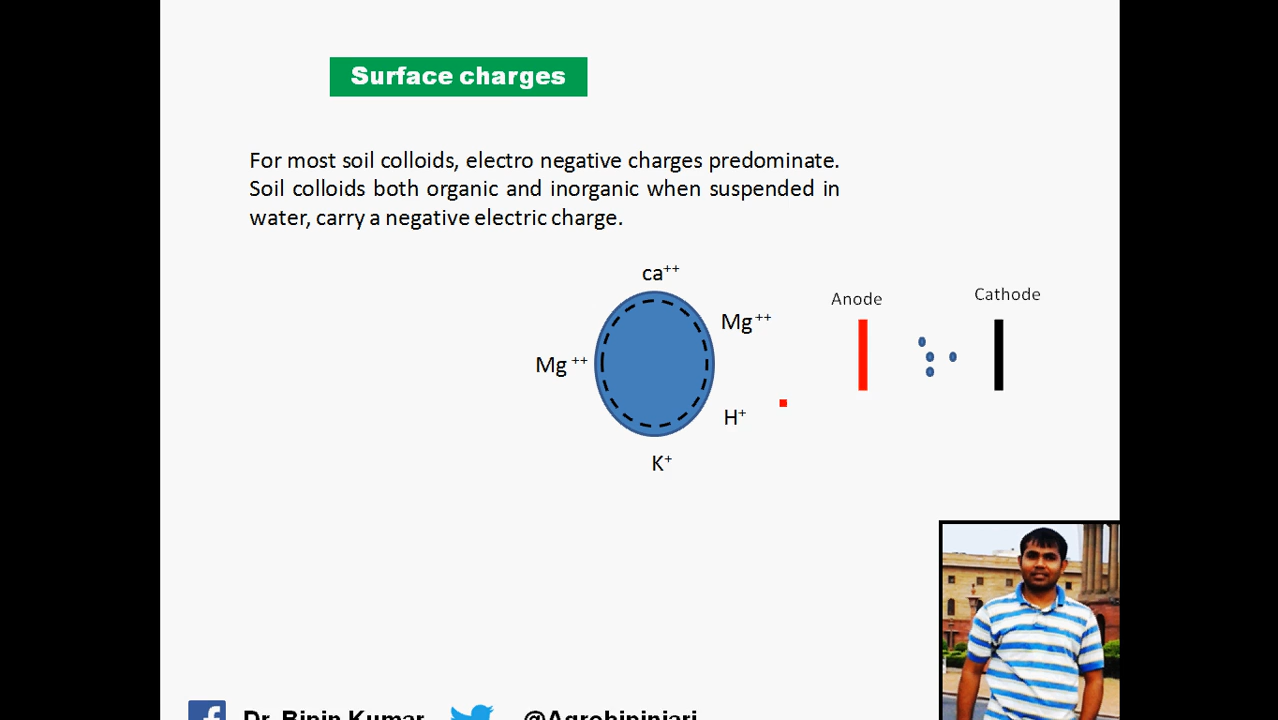 Surface charges
For most soil colloids, electro negative charges predominate.
Soil colloids both organic and inorganic when suspended in
water, carry a negative electric charge.
ca++
Mg ++
Mg ++
H+
K+
Anode
Cathode
Dr. Bipin Kumar
@Agrobipiniari